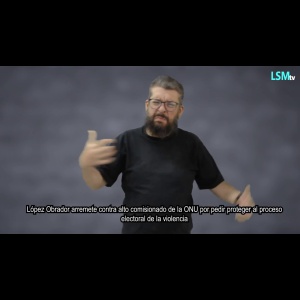 LSMtv
López Obrador arremete contra alto comisionado de la ONU por pedir proteger al proceso
electoral de la violencia